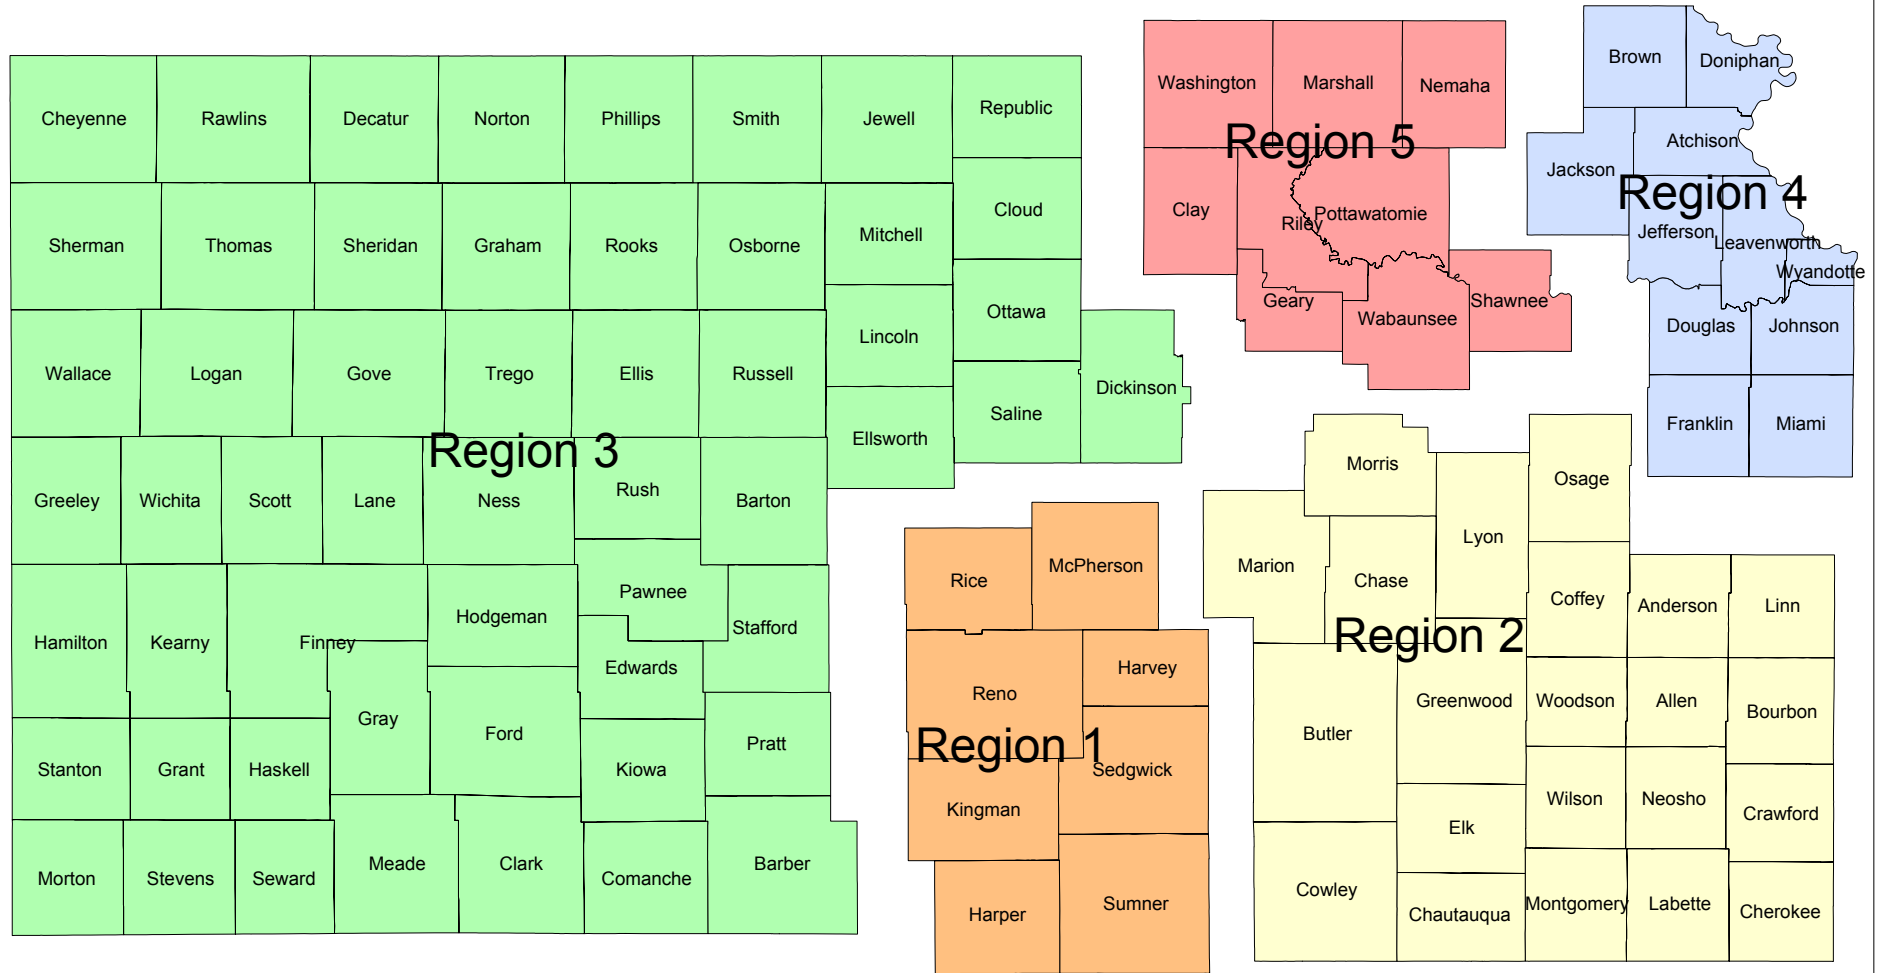 Cheyenne
Rawlins
Decatur
Norton
Phillips
Smith
Jewell
Republic
Cloud
Sherman
Thomas
Sheridan
Graham
Rooks
Osborne
Mitchell
Ottawa
Lincoln
Wallace
Logan
Gove
Trego
Ellis
Russell
Dickinson
Saline
Ellsworth
Region 3
Greeley
Wichita
Scott
Lane
Ness
Rush
Barton
Pawnee
Hodgeman
Stafford
Hamilton
Kearny
Finney
Edwards
Gray
Ford
Pratt
Stanton
Grant
Haskell
Kiowa
Morton
Stevens
Seward
Meade
Clark
Comanche
Barber
Washington
Marshall
Nemaha
Region 5
Clay
Riley
Pottawatomie
Geary
Wabaunsee
Shawnee
Brown
Doniphan
Atchison
Jackson
Region 4
Jefferson
Leavenworth
Wyandotte
Douglas
Johnson
Franklin
Miami
Rice
McPherson
Harvey
Reno
Region 1
Sedgwick
Kingman
Harper
Sumner
Morris
Osage
Lyon
Marion
Chase
Coffey
Anderson
Linn
Region 2
Greenwood
Woodson
Allen
Bourbon
Butler
Wilson
Neosho
Crawford
Elk
Cowley
Chautauqua
Montgomery
Labette
Cherokee